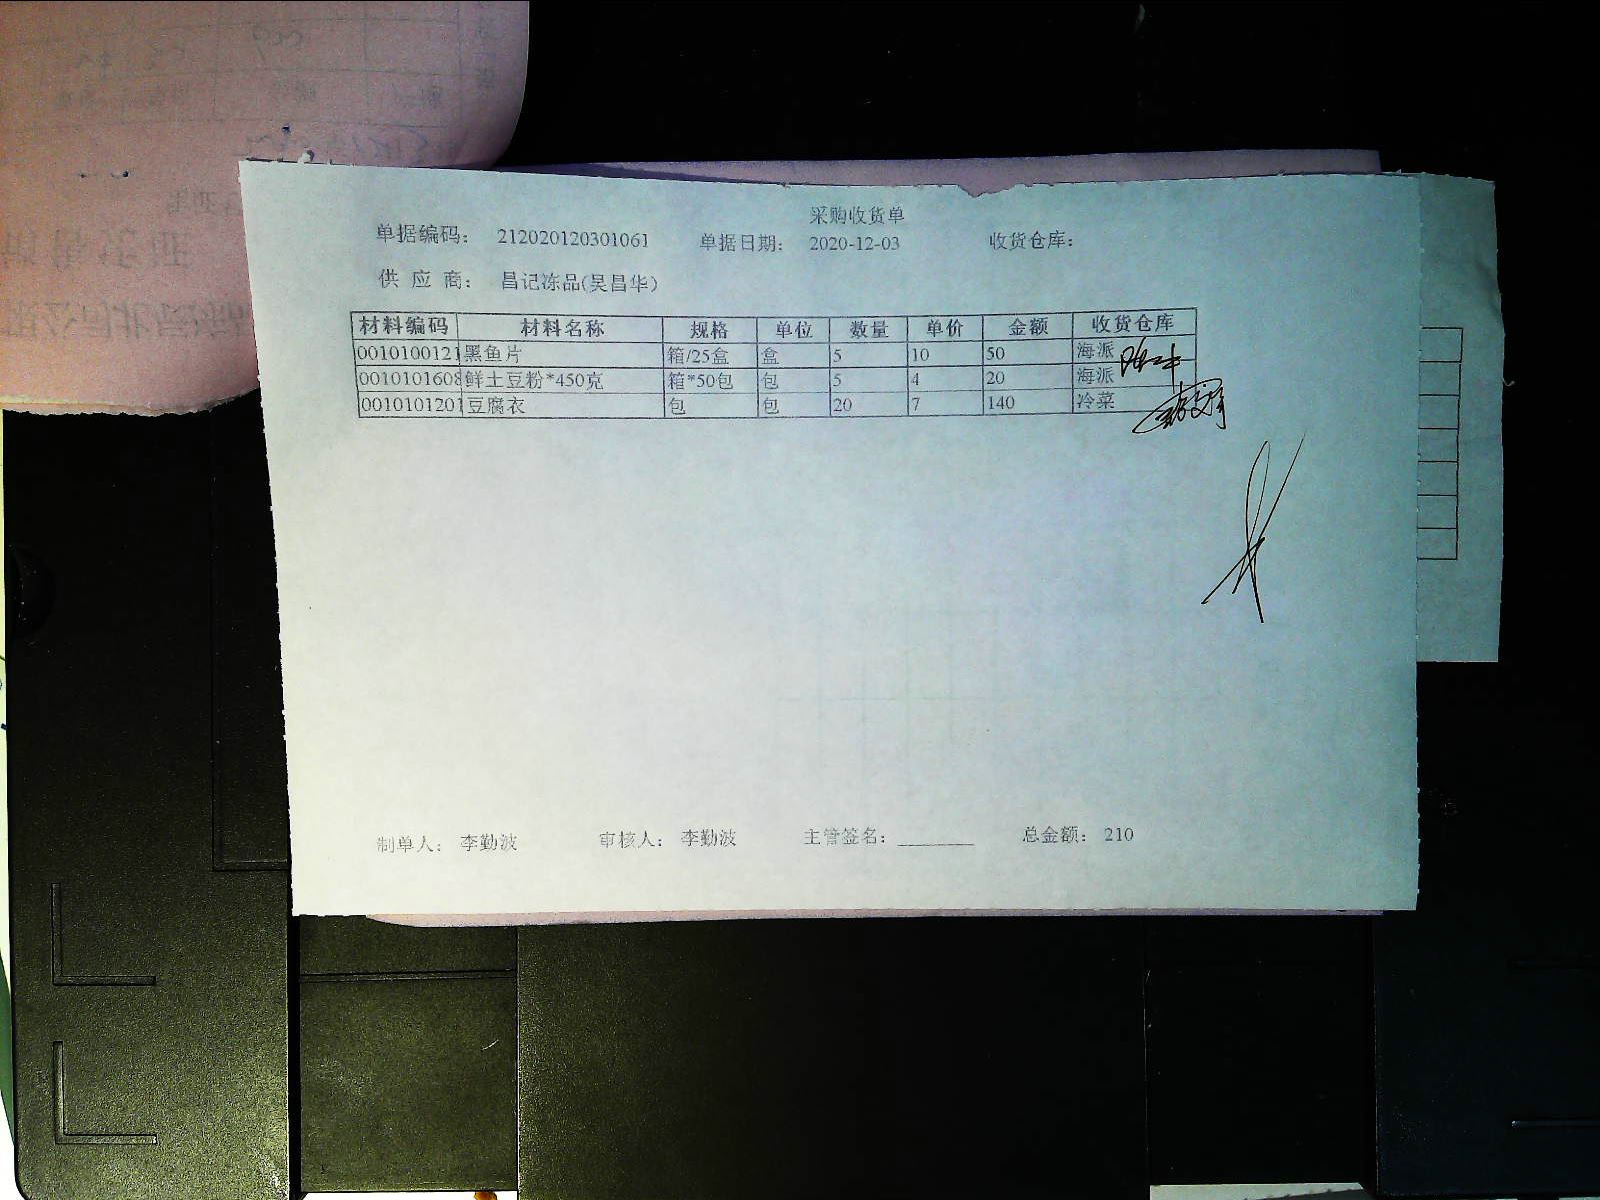 采购收货单
单据编码： 212020120301061 单据日期： 2020-12-03 收货仓库：
供 应 商： 昌记冻品(吴昌华)
材料编码 材料名称 规格 单位 数量 单价 金额 收货仓库
0010100121 黑鱼片 箱/25盒 盒 5 10 50 海派
0010101608 鲜土豆粉*450克 箱*50包 包 5 4 20 海派
0010101201 豆腐衣 包 包 20 7 140 冷菜
制单人： 李勤波 审核人： 李勤波 主管签名： 总金额： 210